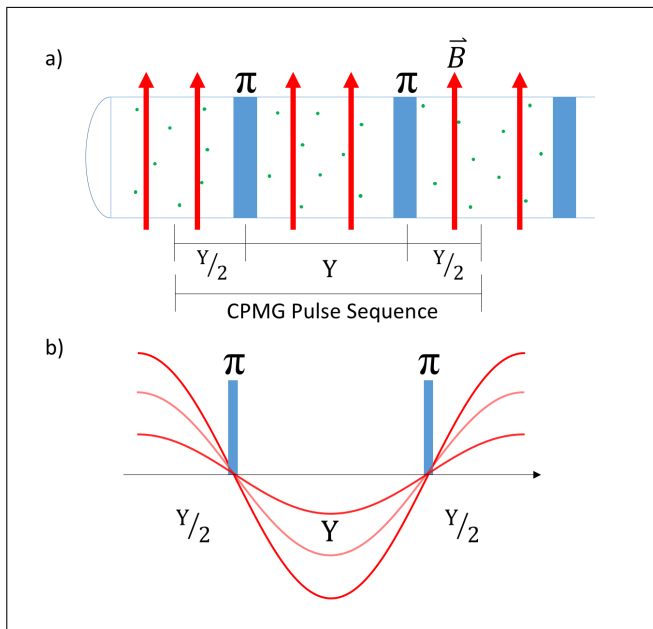 a)
B⃗
π π
Y/2 Y Y/2
CPMG Pulse Sequence
b)
π π
Y/2 Y Y/2